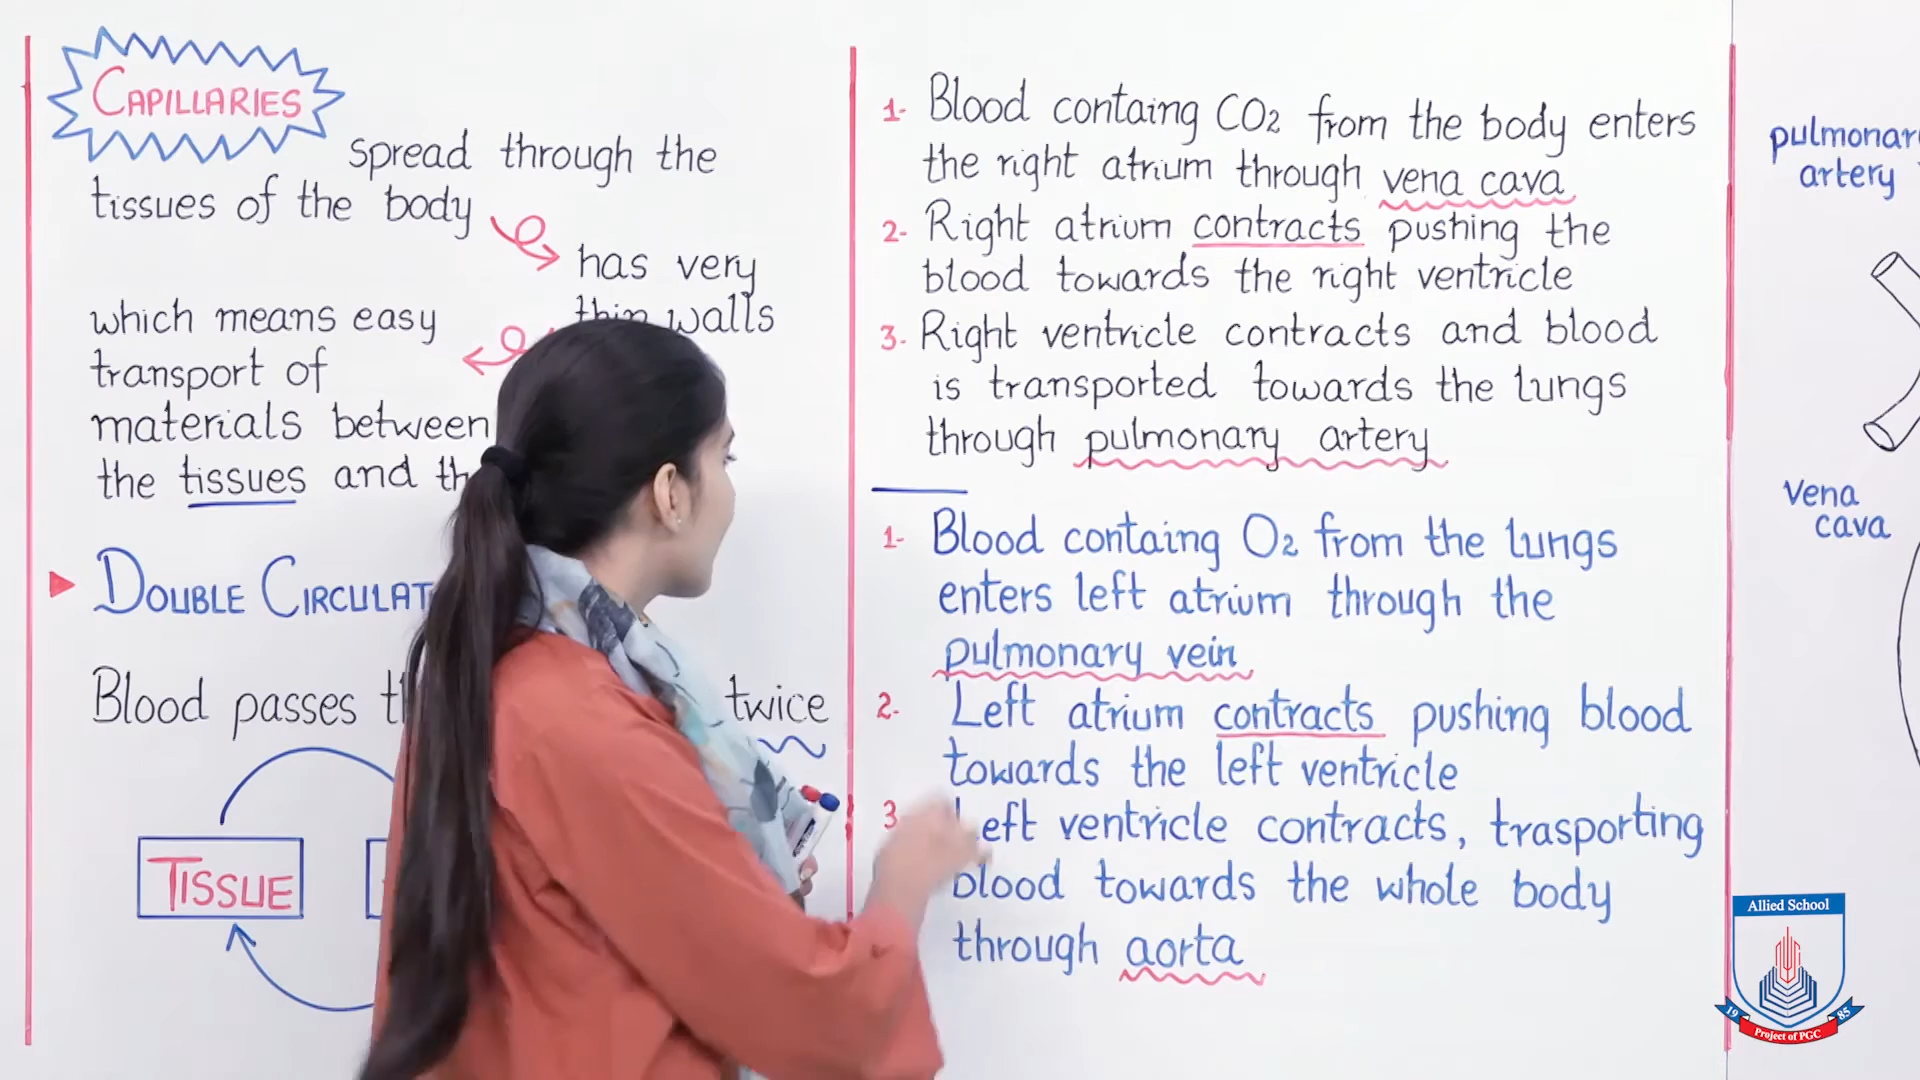 CAPILLARIES
spread through the
tissues of the body
has very
thin walls
which means easy
transport of
materials between
the tissues and
DOUBLE
Blood passes twice
TISSUE
1- Blood containg CO2 from the body enters
the right atrium through vena cava
2- Right atrium contracts pushing the
blood towards the right ventricle
3- Right ventricle contracts and blood
is transported towards the lungs
through pulmonary artery
1- Blood containg O2 from the lungs
enters left atrium through the
pulmonary vein
2- Left atrium contracts pushing blood
towards the left ventricle
3 Left ventricle contracts, trasporting
blood towards the whole body
through aorta
artery
Vena
cava
Allied School
19 85
Project of PGC